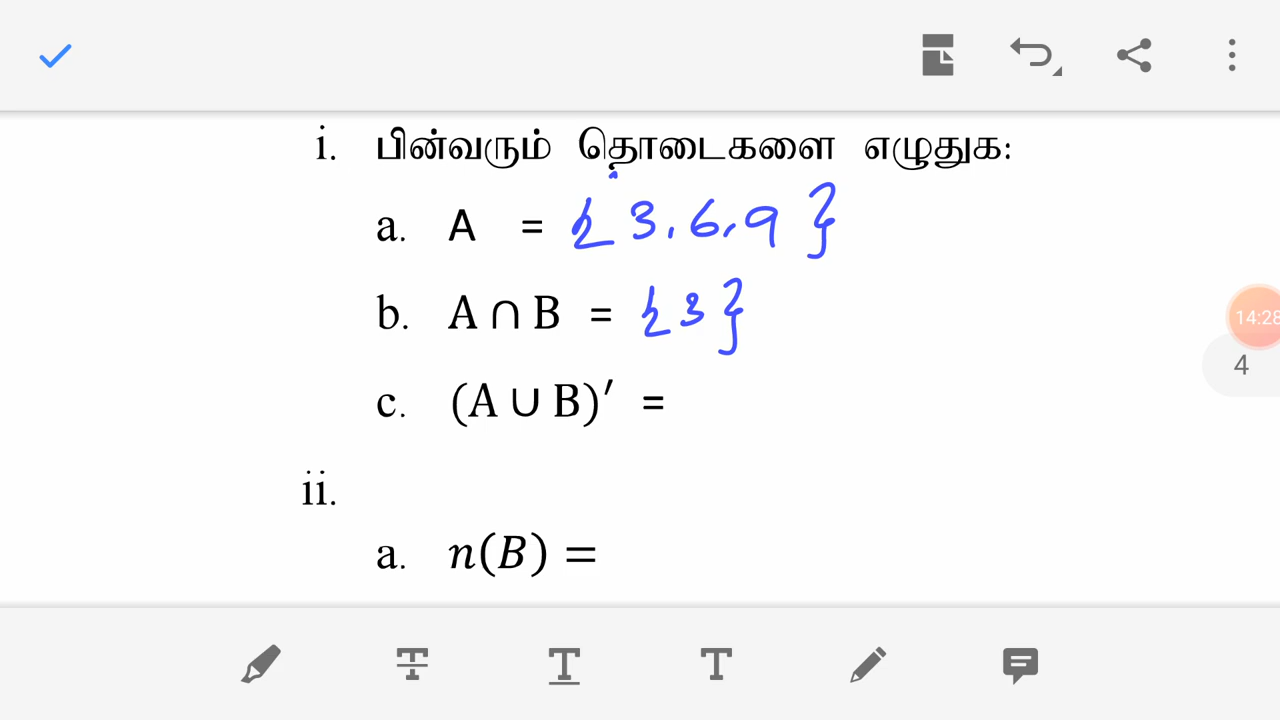 i. பின்வரும் தொடைகளை எழுதுக:
a. A = {3, 6, 9}
b. A ∩ B = {3}
c. (A ∪ B)′ =
14:28
4
ii.
a. n(B) =
T T T